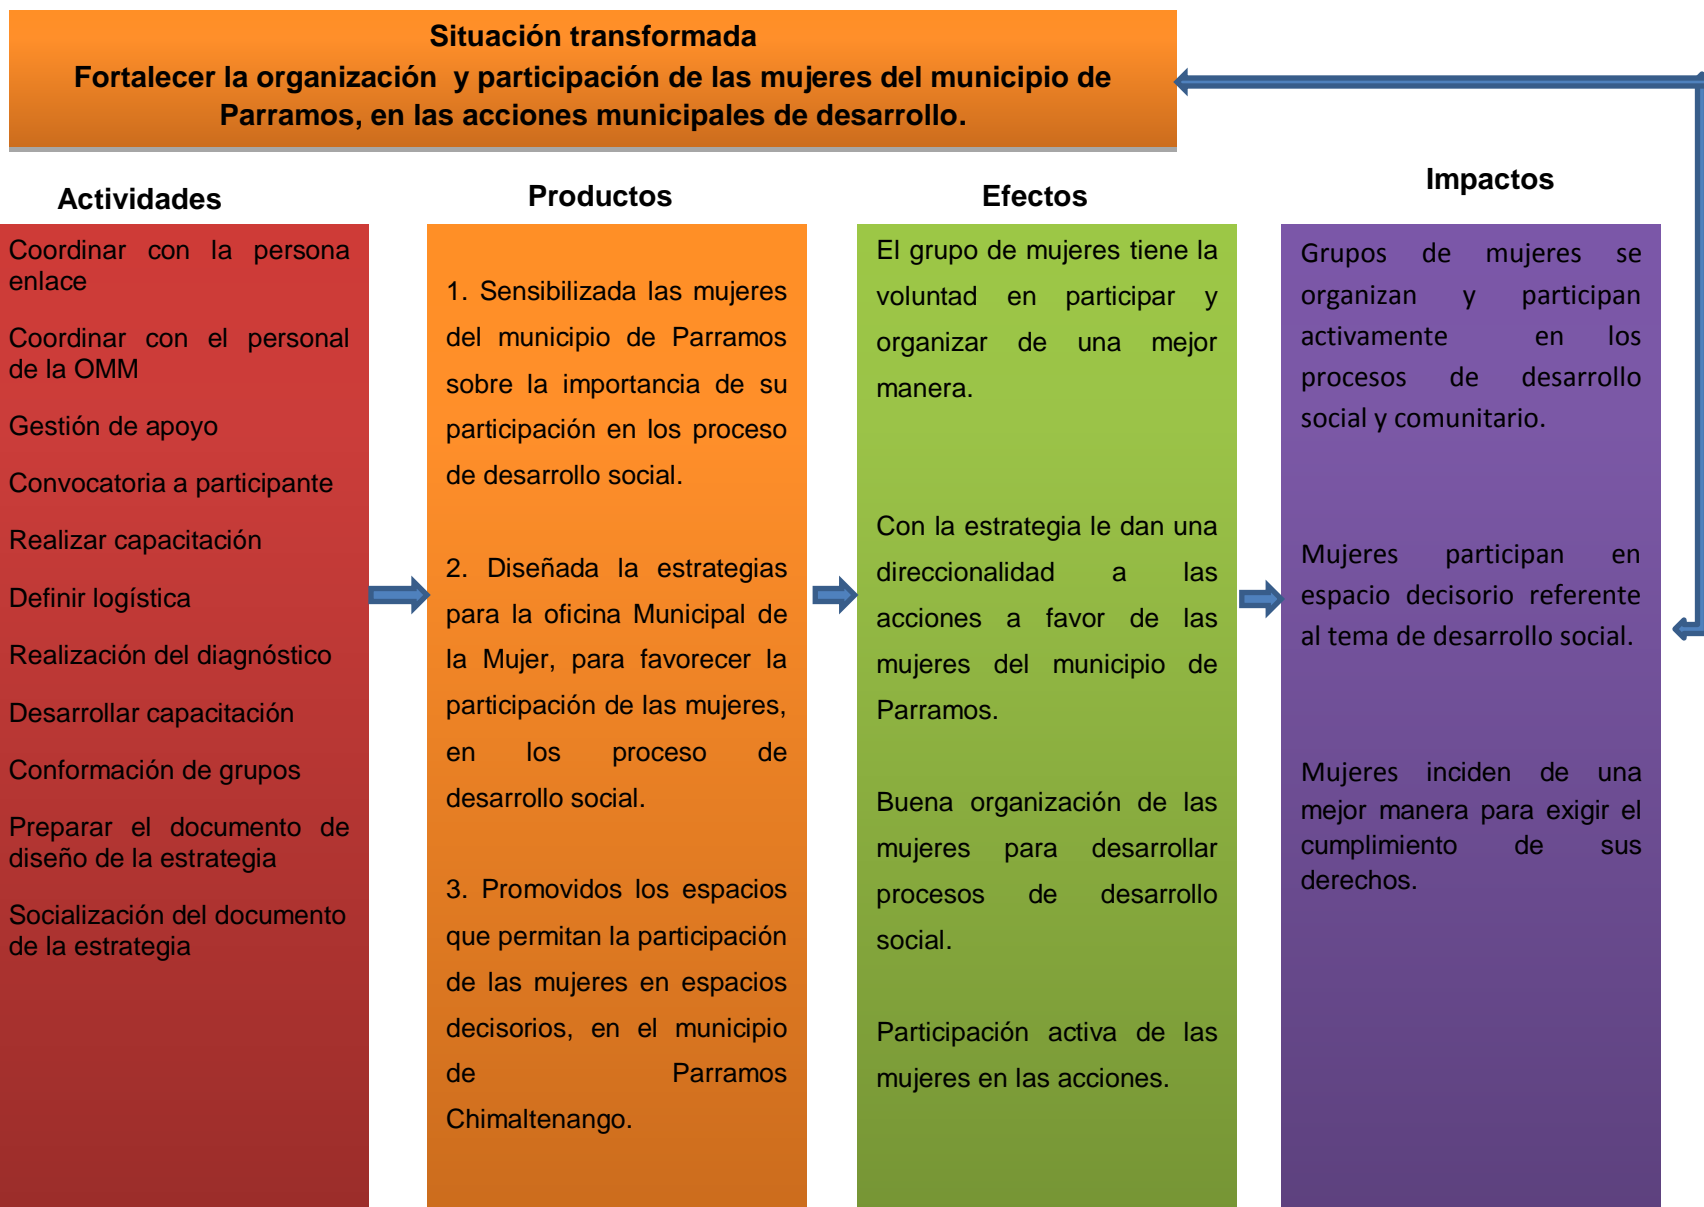 Situación transformada
Fortalecer la organización y participación de las mujeres del municipio de
Parramos, en las acciones municipales de desarrollo.
Actividades
Coordinar con la persona
enlace
Coordinar con el personal
de la OMM
Gestión de apoyo
Convocatoria a participante
Realizar capacitación
Definir logística
Realización del diagnóstico
Desarrollar capacitación
Conformación de grupos
Preparar el documento de
diseño de la estrategia
Socialización del documento
de la estrategia
Productos
1. Sensibilizada las mujeres
del municipio de Parramos
sobre la importancia de su
participación en los proceso
de desarrollo social.
2. Diseñada la estrategias
para la oficina Municipal de
la Mujer, para favorecer la
participación de las mujeres,
en los proceso de
desarrollo social.
3. Promovidos los espacios
que permitan la participación
de las mujeres en espacios
decisorios, en el municipio
de Parramos
Chimaltenango.
Efectos
El grupo de mujeres tiene la
voluntad en participar y
organizar de una mejor
manera.
Con la estrategia le dan una
direccionalidad a las
acciones a favor de las
mujeres del municipio de
Parramos.
Buena organización de las
mujeres para desarrollar
procesos de desarrollo
social.
Participación activa de las
mujeres en las acciones.
Impactos
Grupos de mujeres se
organizan y participan
activamente en los
procesos de desarrollo
social y comunitario.
Mujeres participan en
espacio decisorio referente
al tema de desarrollo social.
Mujeres inciden de una
mejor manera para exigir el
cumplimiento de sus
derechos.